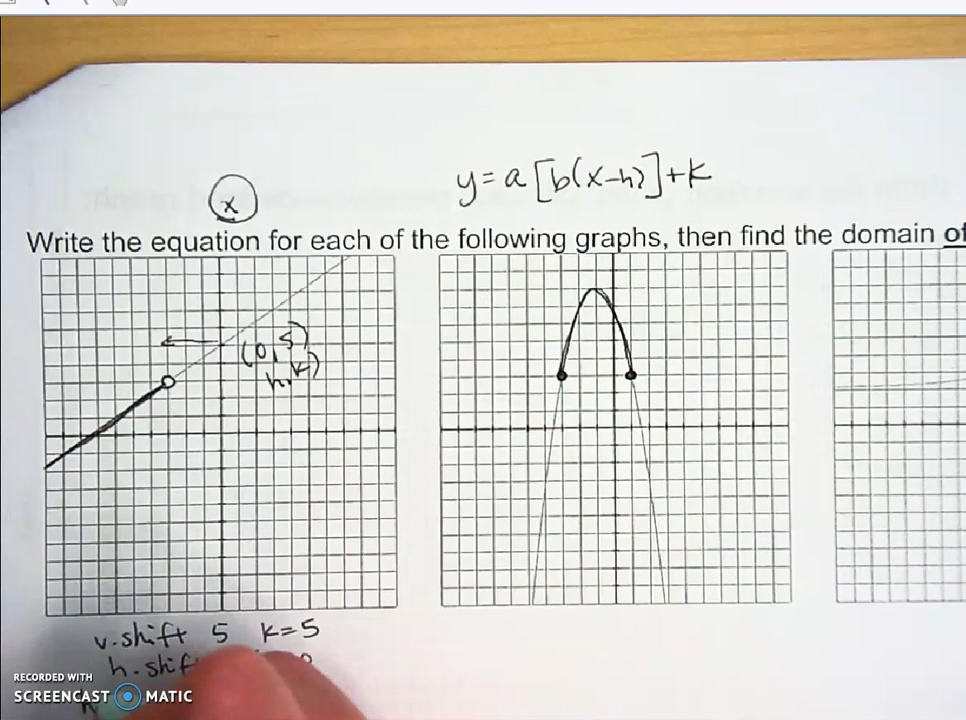 y=a[b(x-h)]+k
x
Write the equation for each of the following graphs, then find the domain of
(0,5)
h,k)
v.shift 5 k=5
h-shif
RECORDED WITH
SCREENCAST MATIC